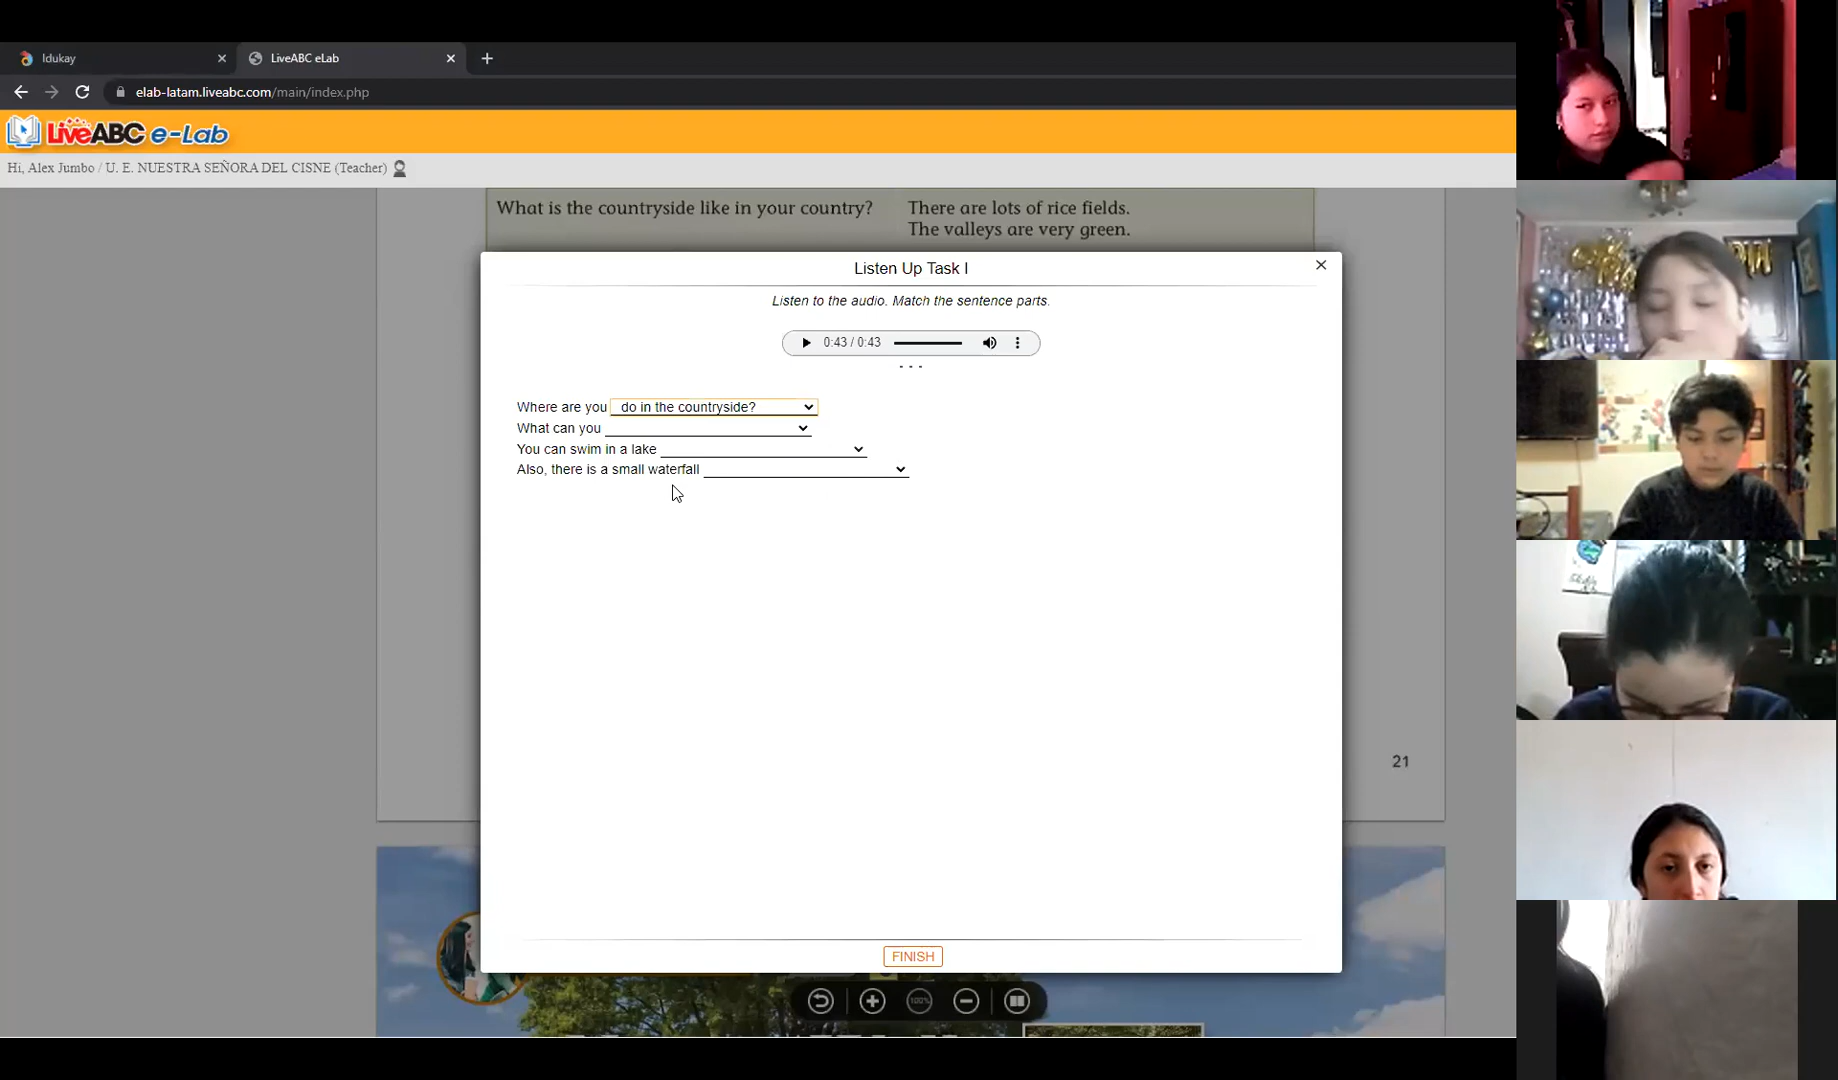 Idukay
LiveABC eLab
elab-latam.liveabc.com/main/index.php
LiveABC e-Lab
Hi, Alex Jumbo / U. E. NUESTRA SEÑORA DEL CISNE (Teacher)
What is the countryside like in your country? There are lots of rice fields.
The valleys are very green.
Listen Up Task I
Listen to the audio. Match the sentence parts.
0:43 / 0:43
Where are you do in the countryside?
What can you
You can swim in a lake
Also, there is a small waterfall
21
FINISH
100%